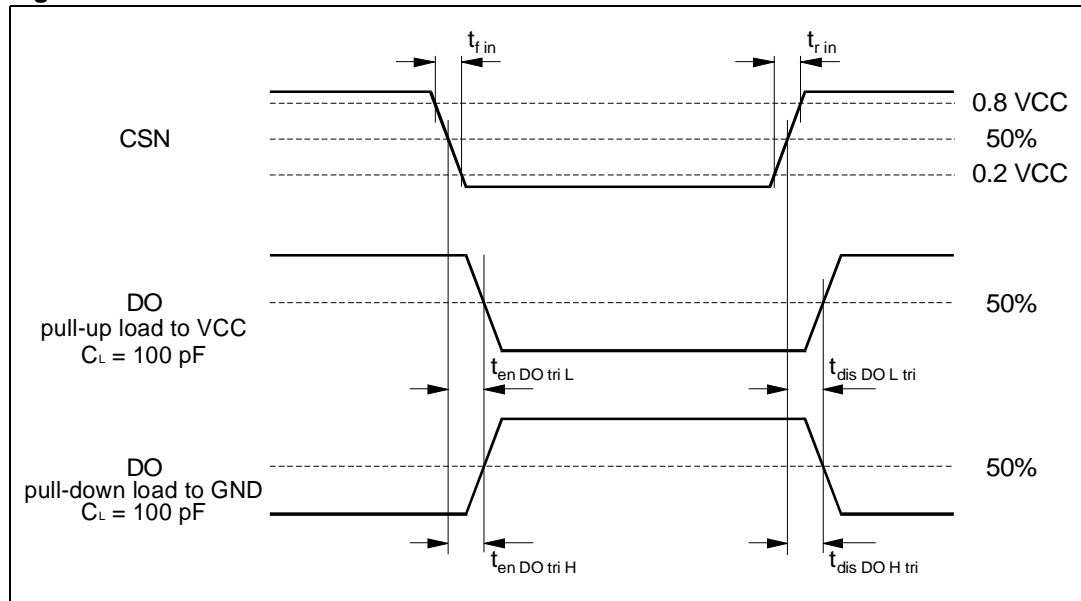 t f in
t r in
0.8 VCC
CSN
50%
0.2 VCC
DO
50%
pull-up load to VCC
CL = 100 pF
t en DO tri L
t dis DO L tri
DO
50%
pull-down load to GND
CL = 100 pF
t en DO tri H
t dis DO H tri